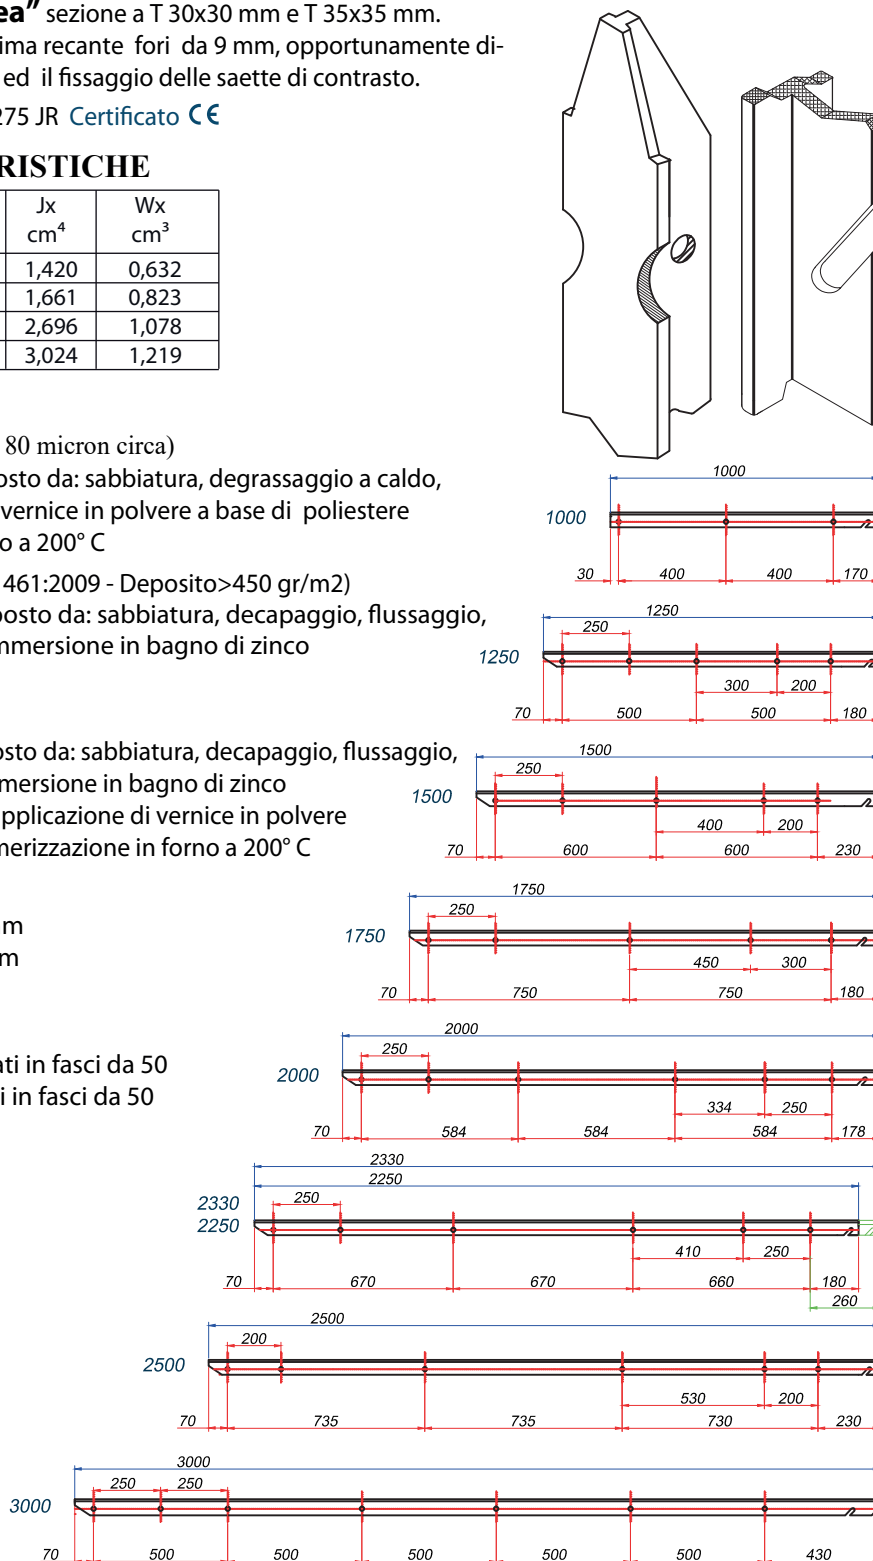 ea” sezione a T 30x30 mm e T 35x35 mm.
ima recante fori da 9 mm, opportunamente di-
ed il fissaggio delle saette di contrasto.
275 JR Certificato CE
RISTICHE
Jx Wx
cm⁴ cm³
1,420 0,632
1,661 0,823
2,696 1,078
3,024 1,219
80 micron circa)
osto da: sabbiatura, degrassaggio a caldo,
vernice in polvere a base di poliestere
o a 200° C
461:2009 - Deposito>450 gr/m2)
posto da: sabbiatura, decapaggio, flussaggio,
mmersione in bagno di zinco
osto da: sabbiatura, decapaggio, flussaggio,
mersione in bagno di zinco
applicazione di vernice in polvere
merizzazione in forno a 200° C
m
m
ati in fasci da 50
i in fasci da 50
1000
1000
30 400 400 170
1250
250
1250
300 200
70 500 500 180
1500
250
1500
400 200
70 600 600 230
1750
250
1750
450 300
70 750 750 180
2000
250
2000
334 250
70 584 584 584 178
2330
2250
250
2330
2250
410 250
70 670 670 660 180
260
2500
200
2500
530 200
70 735 735 730 230
3000
250 250
3000
70 500 500 500 500 500 430